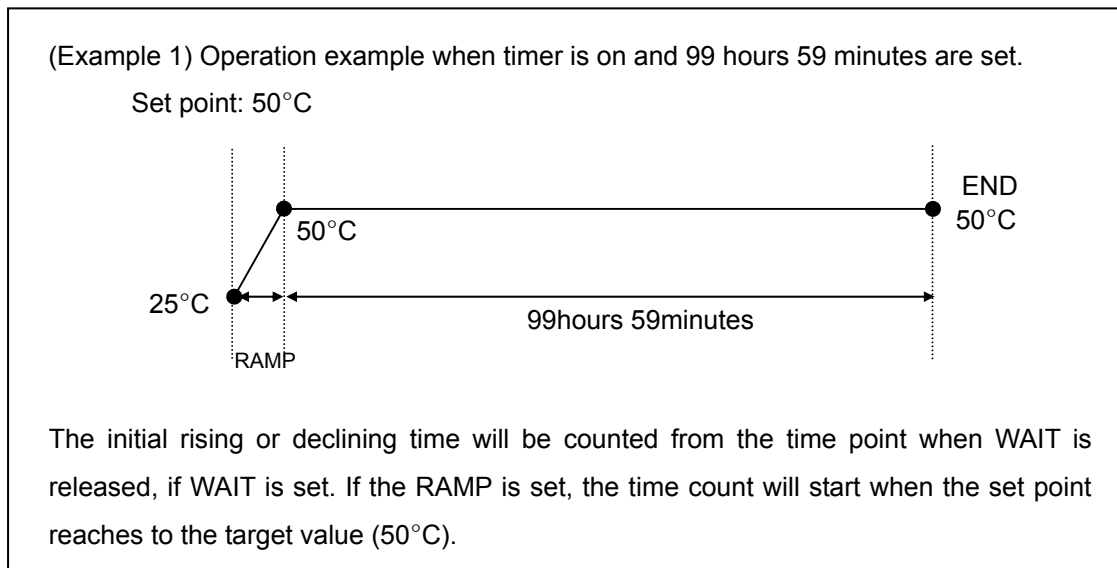 (Example 1) Operation example when timer is on and 99 hours 59 minutes are set.
Set point: 50°C
END
50°C
50°C
25°C
99hours 59minutes
RAMP
The initial rising or declining time will be counted from the time point when WAIT is
released, if WAIT is set. If the RAMP is set, the time count will start when the set point
reaches to the target value (50°C).